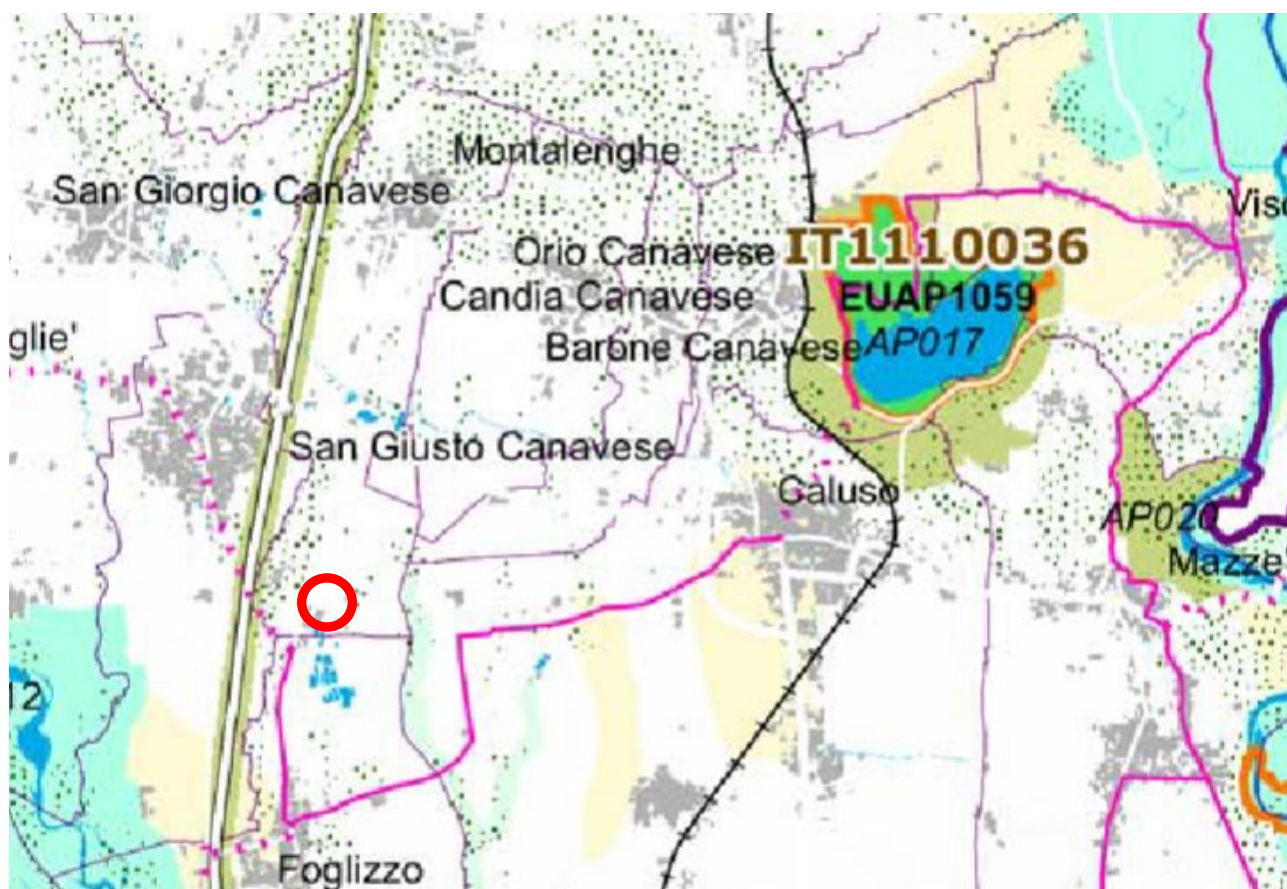 Montalenghe
San Giorgio Canavese
Vis
Orio Canavese
IT1110036
Candia Canavese
EUAP1059
glie'
Barone Canavese
AP017
San Giusto Canavese
Caluso
AP020
Mazze
12
Foglizzo